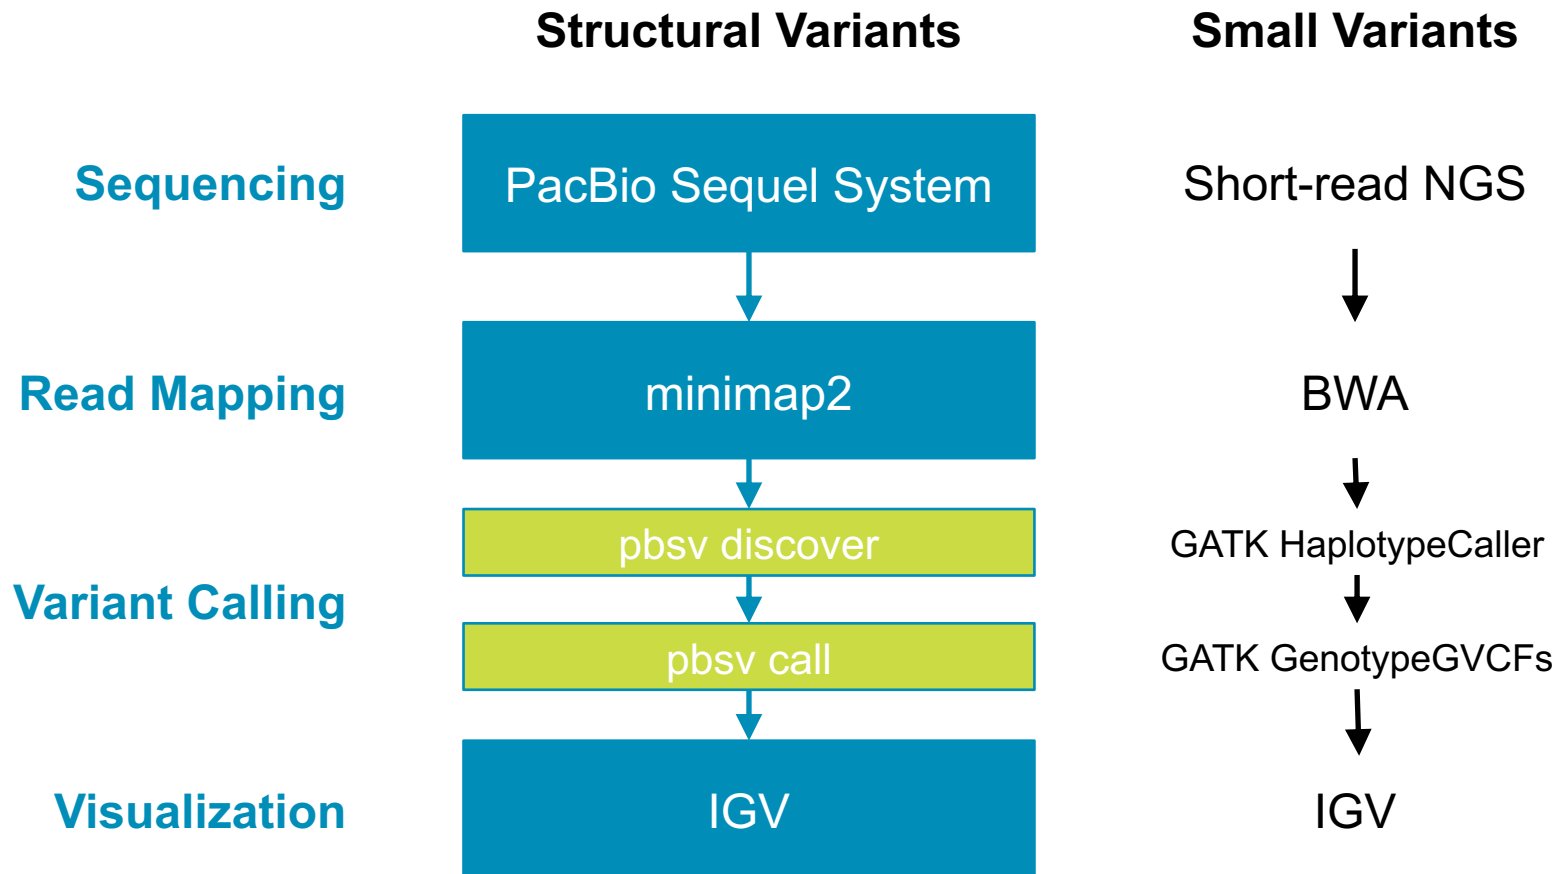 Structural Variants
Small Variants
Sequencing
PacBio Sequel System
Short-read NGS
Read Mapping
minimap2
BWA
Variant Calling
pbsv discover
GATK HaplotypeCaller
pbsv call
GATK GenotypeGVCFs
Visualization
IGV
IGV